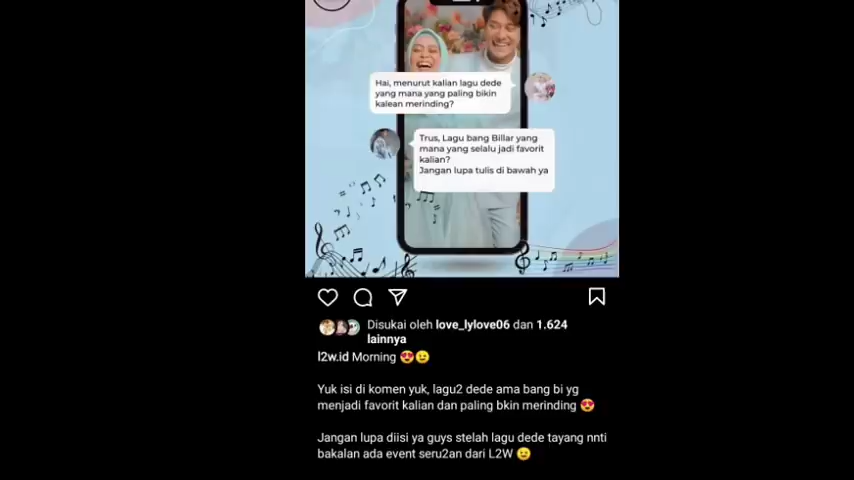 Hai, menurut kalian lagu dede
yang mana yang paling bikin
kalean merinding?
Trus, Lagu bang Billar yang
mana yang selalu jadi favorit
kalian?
Jangan lupa tulis di bawah ya
Disukai oleh love_lylove06 dan 1.624
lainnya
l2w.id Morning 😍😉
Yuk isi di komen yuk, lagu2 dede ama bang bi yg
menjadi favorit kalian dan paling bkin merinding 😍
Jangan lupa diisi ya guys stelah lagu dede tayang nnti
bakalan ada event seru2an dari L2W 😉